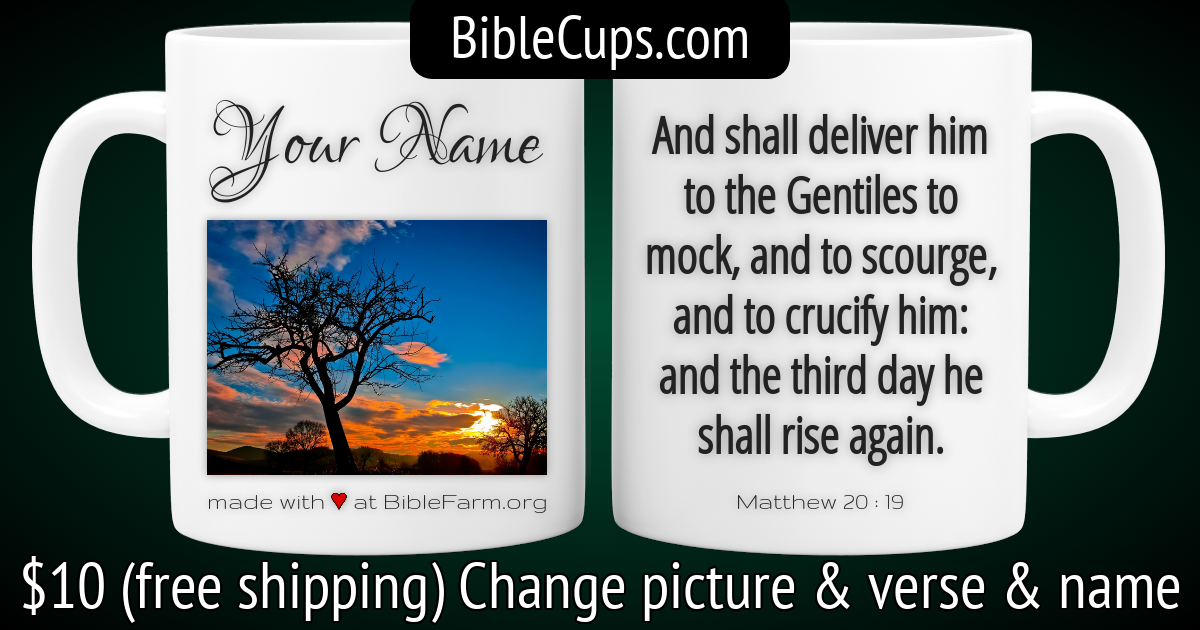 BibleCups.com
Your Name
made with ♥ at BibleFarm.org
And shall deliver him
to the Gentiles to
mock, and to scourge,
and to crucify him:
and the third day he
shall rise again.
Matthew 20 : 19
$10 (free shipping) Change picture & verse & name